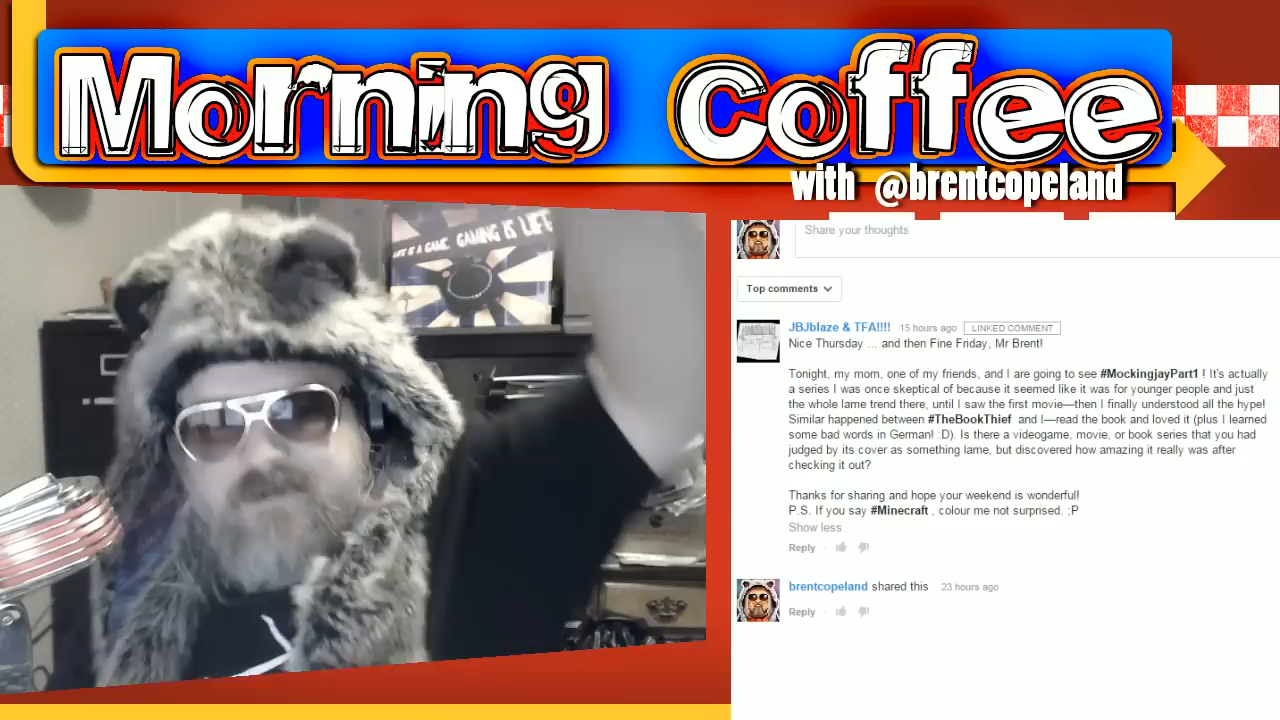 Morning Coffee
with @brentcopeland
LIFE IS A GAME GAMING IS LIFE
Share your thoughts
Top comments
JBJblaze & TFA!!!! 15 hours ago LINKED COMMENT
Nice Thursday ... and then Fine Friday, Mr Brent!
Tonight, my mom, one of my friends, and I are going to see #MockingjayPart1 ! It's actually
a series I was once skeptical of because it seemed like it was for younger people and just
the whole lame trend there, until I saw the first movie—then I finally understood all the hype!
Similar happened between #TheBookThief and I—read the book and loved it (plus I learned
some bad words in German! :D). Is there a videogame, movie, or book series that you had
judged by its cover as something lame, but discovered how amazing it really was after
checking it out?
Thanks for sharing and hope your weekend is wonderful!
P.S. If you say #Minecraft , colour me not surprised. ;P
Show less
Reply ·
brentcopeland shared this 23 hours ago
Reply ·